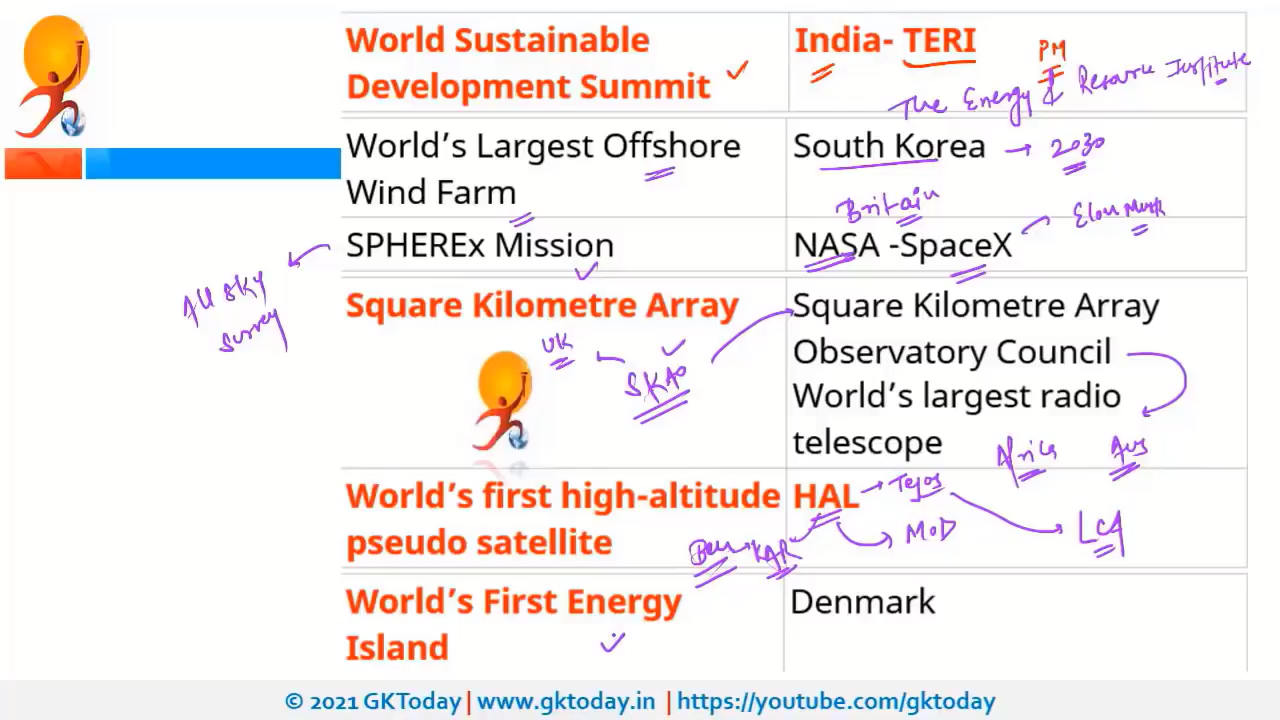 World Sustainable
Development Summit
India- TERI
PM
The Energy & Resource Institute
World's Largest Offshore
Wind Farm
South Korea
2030
Britain
SPHEREx Mission
NASA -SpaceX
Elon Musk
All Sky
Survey
Square Kilometre Array
UK
SKAO
Square Kilometre Array
Observatory Council
World's largest radio
telescope
Africa
Aus
World's first high-altitude
pseudo satellite
HAL
Tejas
MoD
LCA
KAR
World's First Energy
Island
Denmark
© 2021 GKToday | www.gktoday.in | https://youtube.com/gktoday